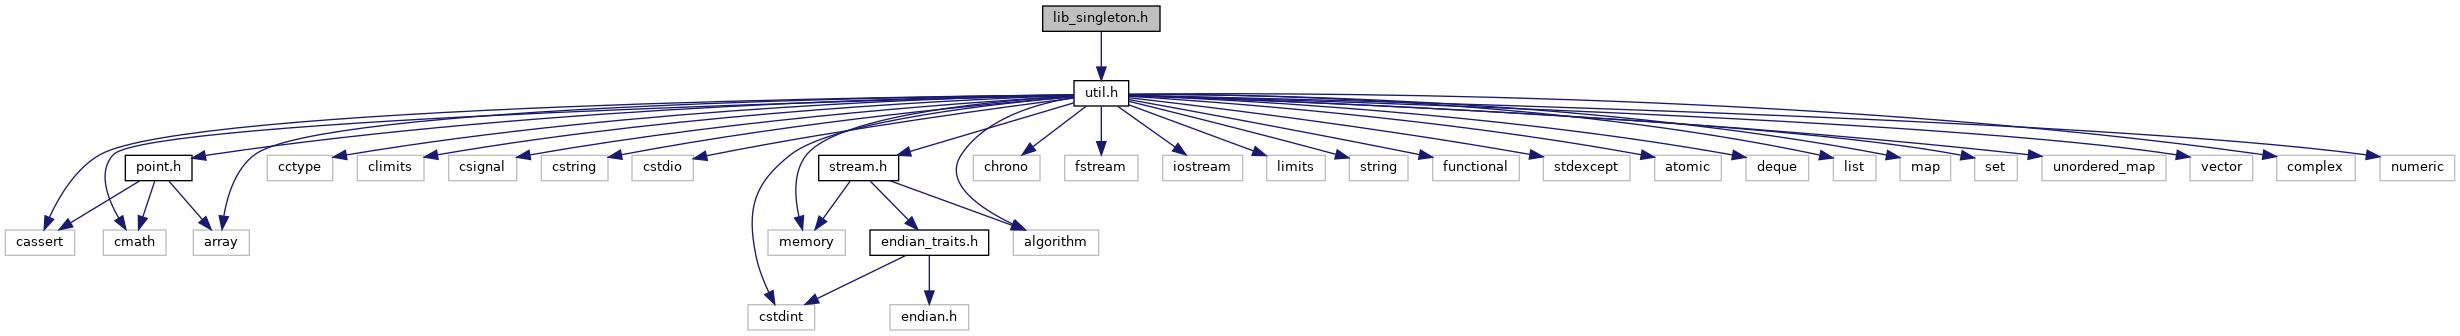 lib_singleton.h
util.h
point.h
cctype
climits
csignal
cstring
cstdio
stream.h
chrono
fstream
iostream
limits
string
functional
stdexcept
atomic
deque
list
map
set
unordered_map
vector
complex
numeric
cassert
cmath
array
memory
endian_traits.h
algorithm
cstdint
endian.h